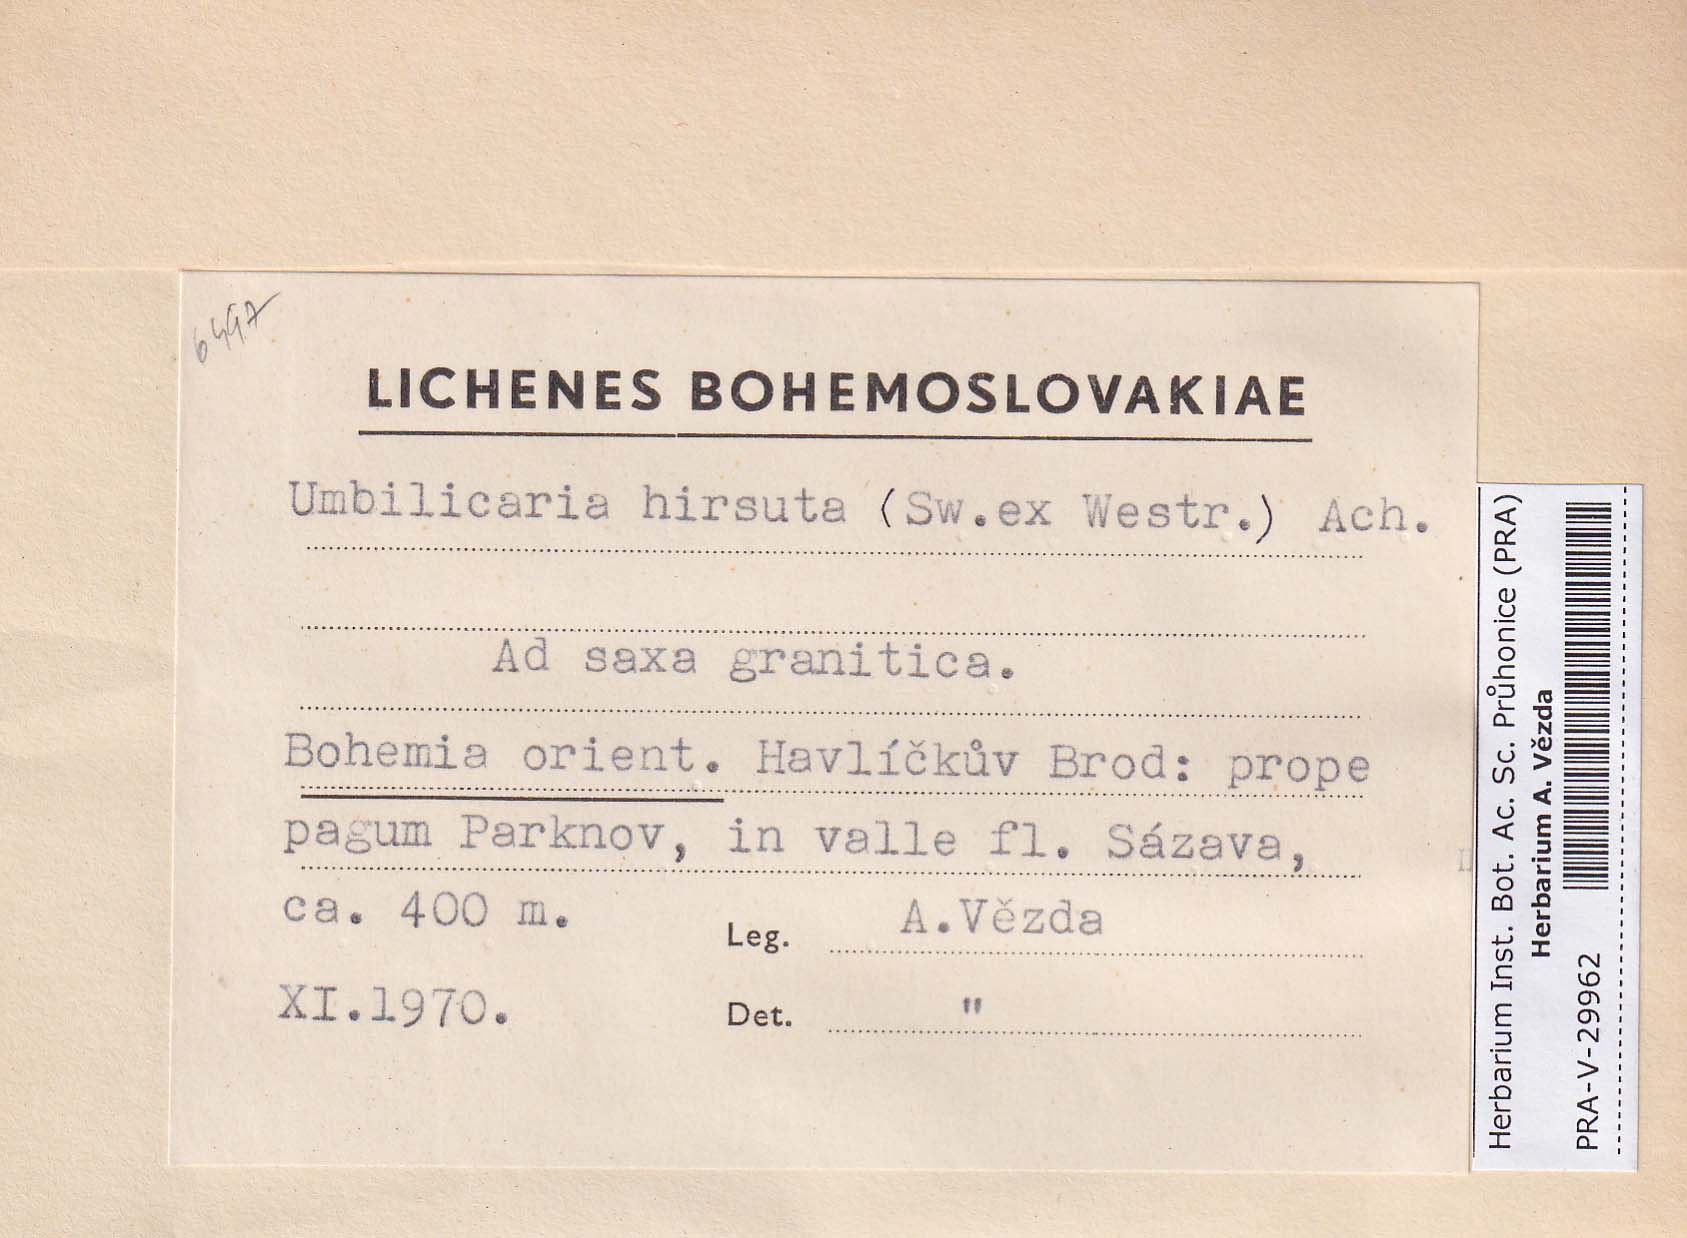 6497
LICHENES BOHEMOSLOVAKIAE
Umbilicaria hirsuta (Sw.ex Westr.) Ach.
Ad saxa granitica.
Bohemia orient. Havlíčkův Brod: prope
pagum Parknov, in valle fl. Sázava,
ca. 400 m.
Leg. A.Vězda
XI.1970.
Det. "
Herbarium Inst. Bot. Ac. Sc. Průhonice (PRA)
Herbarium A. Vězda
PRA-V-29962